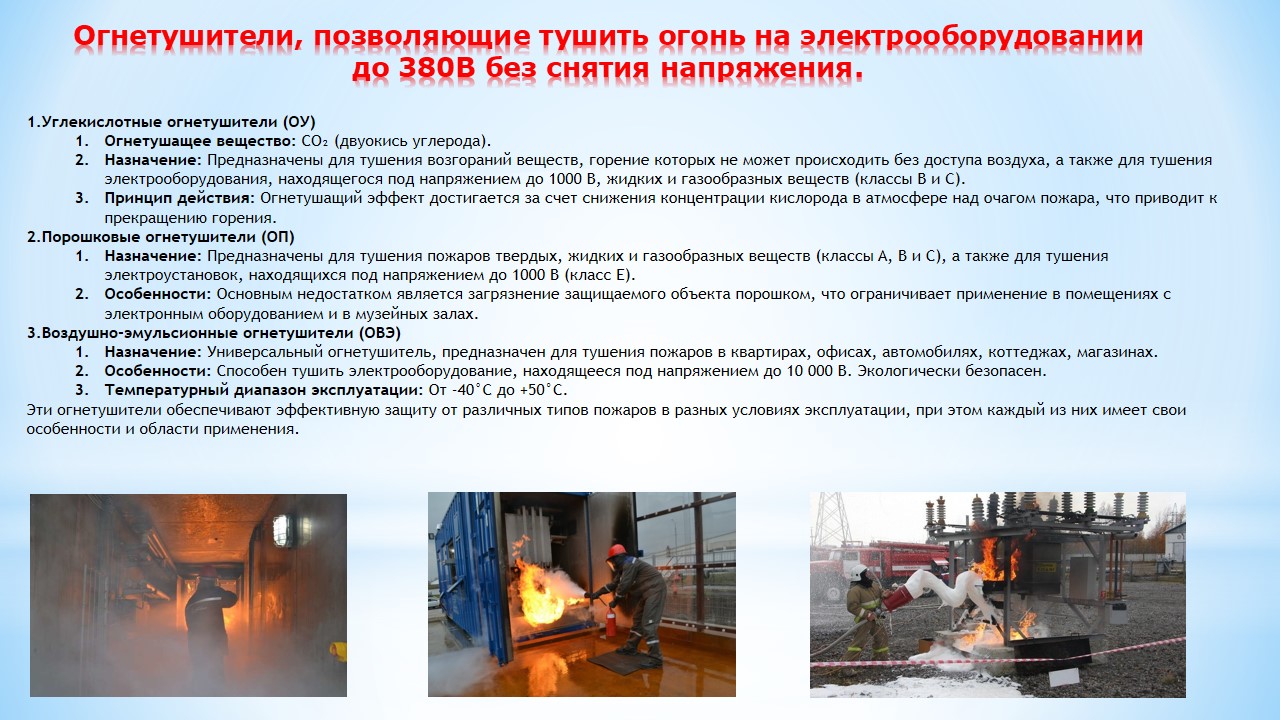 Огнетушители, позволяющие тушить огонь на электрооборудовании
до 380В без снятия напряжения.
1.Углекислотные огнетушители (ОУ)
1. Огнетушащее вещество: CO₂ (двуокись углерода).
2. Назначение: Предназначены для тушения возгораний веществ, горение которых не может происходить без доступа воздуха, а также для тушения
электрооборудования, находящегося под напряжением до 1000 В, жидких и газообразных веществ (классы В и С).
3. Принцип действия: Огнетушащий эффект достигается за счет снижения концентрации кислорода в атмосфере над очагом пожара, что приводит к
прекращению горения.
2.Порошковые огнетушители (ОП)
1. Назначение: Предназначены для тушения пожаров твердых, жидких и газообразных веществ (классы А, В и С), а также для тушения
электроустановок, находящихся под напряжением до 1000 В (класс Е).
2. Особенности: Основным недостатком является загрязнение защищаемого объекта порошком, что ограничивает применение в помещениях с
электронным оборудованием и в музейных залах.
3.Воздушно-эмульсионные огнетушители (ОВЭ)
1. Назначение: Универсальный огнетушитель, предназначен для тушения пожаров в квартирах, офисах, автомобилях, коттеджах, магазинах.
2. Особенности: Способен тушить электрооборудование, находящееся под напряжением до 10 000 В. Экологически безопасен.
3. Температурный диапазон эксплуатации: От -40°С до +50°С.
Эти огнетушители обеспечивают эффективную защиту от различных типов пожаров в разных условиях эксплуатации, при этом каждый из них имеет свои
особенности и области применения.